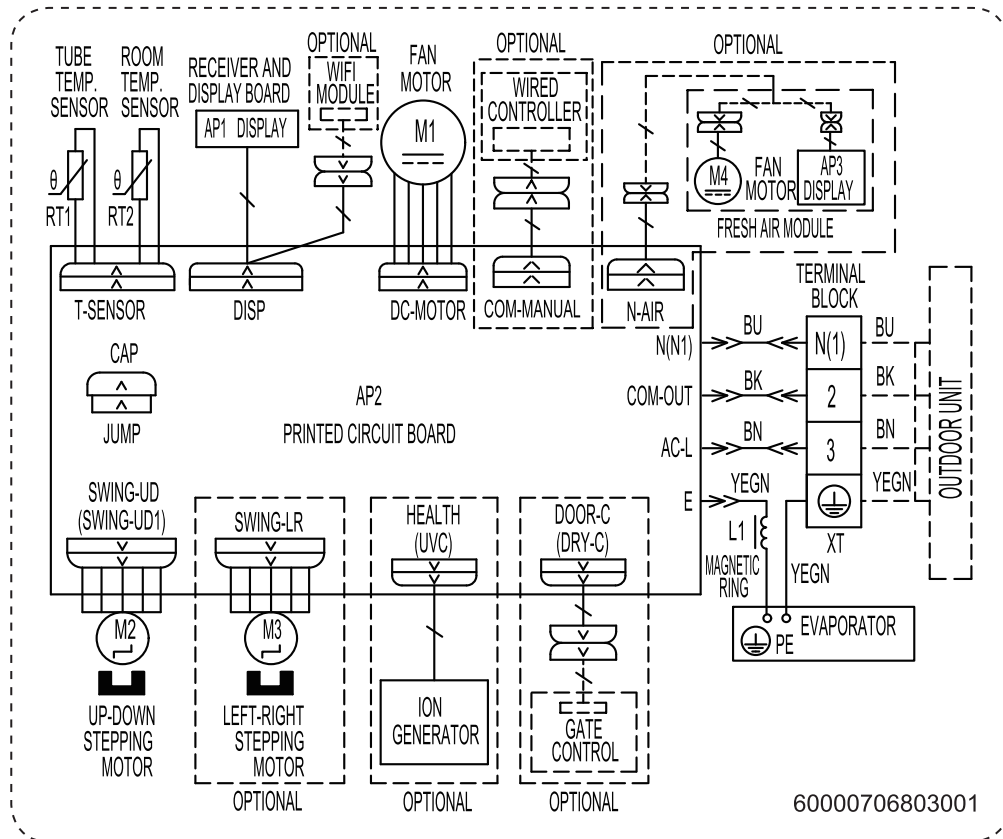 TUBE
TEMP.
SENSOR
ROOM
TEMP.
SENSOR
RECEIVER AND
DISPLAY BOARD
AP1 DISPLAY
OPTIONAL
WIFI
MODULE
FAN
MOTOR
M1
OPTIONAL
WIRED
CONTROLLER
OPTIONAL
M4
FAN
MOTOR
AP3
DISPLAY
FRESH AIR MODULE
θ
RT1
θ
RT2
T-SENSOR
DISP
DC-MOTOR
COM-MANUAL
N-AIR
TERMINAL
BLOCK
N(N1)
BU
N(1)
BU
COM-OUT
BK
2
BK
AC-L
BN
3
BN
E
YEGN
YEGN
XT
OUTDOOR UNIT
L1
MAGNETIC
RING
YEGN
PE
EVAPORATOR
CAP
JUMP
AP2
PRINTED CIRCUIT BOARD
SWING-UD
(SWING-UD1)
M2
UP-DOWN
STEPPING
MOTOR
SWING-LR
M3
LEFT-RIGHT
STEPPING
MOTOR
OPTIONAL
HEALTH
(UVC)
ION
GENERATOR
OPTIONAL
DOOR-C
(DRY-C)
GATE
CONTROL
OPTIONAL
60000706803001